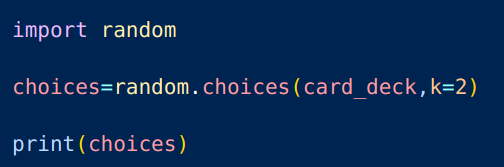 import random
choices=random.choices(card_deck,k=2)
print(choices)